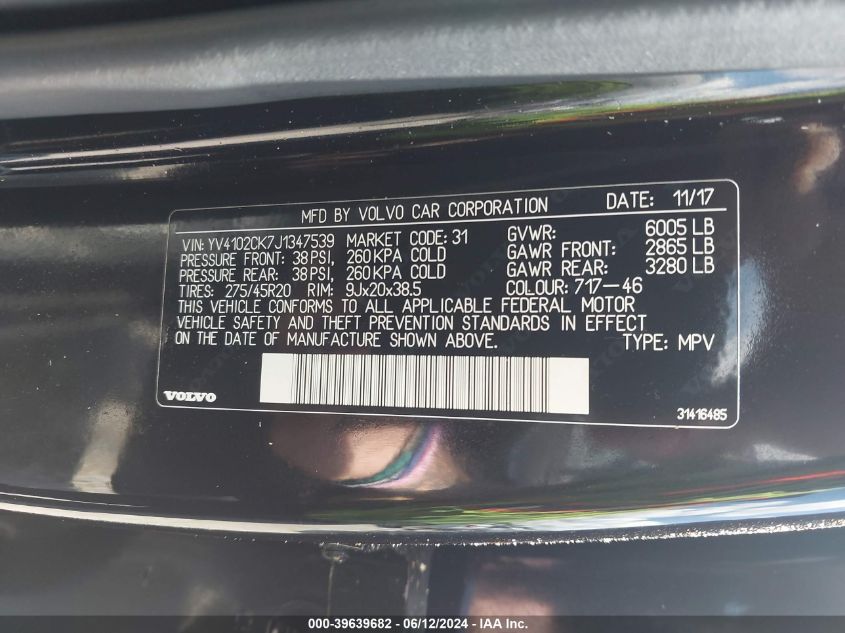 MFD BY VOLVO CAR CORPORATION DATE: 11/17
VIN: YV4102CK7J1347539 MARKET CODE: 31 GVWR: 6005 LB
PRESSURE FRONT: 38 PSI, 260 KPA COLD GAWR FRONT: 2865 LB
PRESSURE REAR: 38 PSI, 260 KPA COLD GAWR REAR: 3280 LB
TIRES: 275/45R20 RIM: 9Jx20x38.5 COLOUR: 717-46
THIS VEHICLE CONFORMS TO ALL APPLICABLE FEDERAL MOTOR
VEHICLE SAFETY AND THEFT PREVENTION STANDARDS IN EFFECT
ON THE DATE OF MANUFACTURE SHOWN ABOVE. TYPE: MPV
VOLVO 31416485
000-39639682 - 06/12/2024 - IAA Inc.